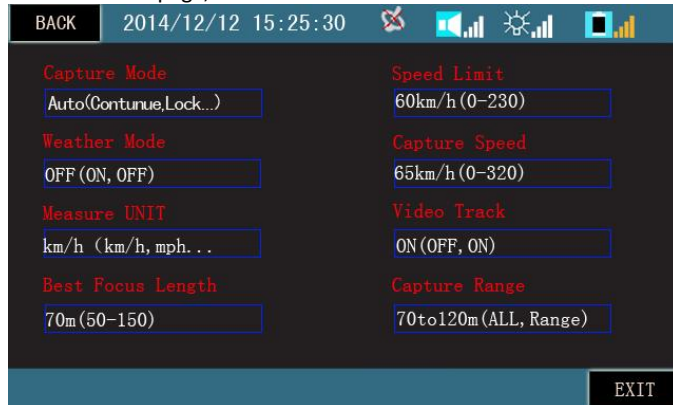 BACK 2014/12/12 15:25:30
Capture Mode Speed Limit
Auto(Contunue,Lock...) 60km/h(0-230)
Weather Mode Capture Speed
OFF(ON, OFF) 65km/h(0-320)
Measure UNIT Video Track
km/h (km/h, mph... ON(OFF, ON)
Best Focus Length Capture Range
70m(50-150) 70to120m(ALL, Range)
EXIT